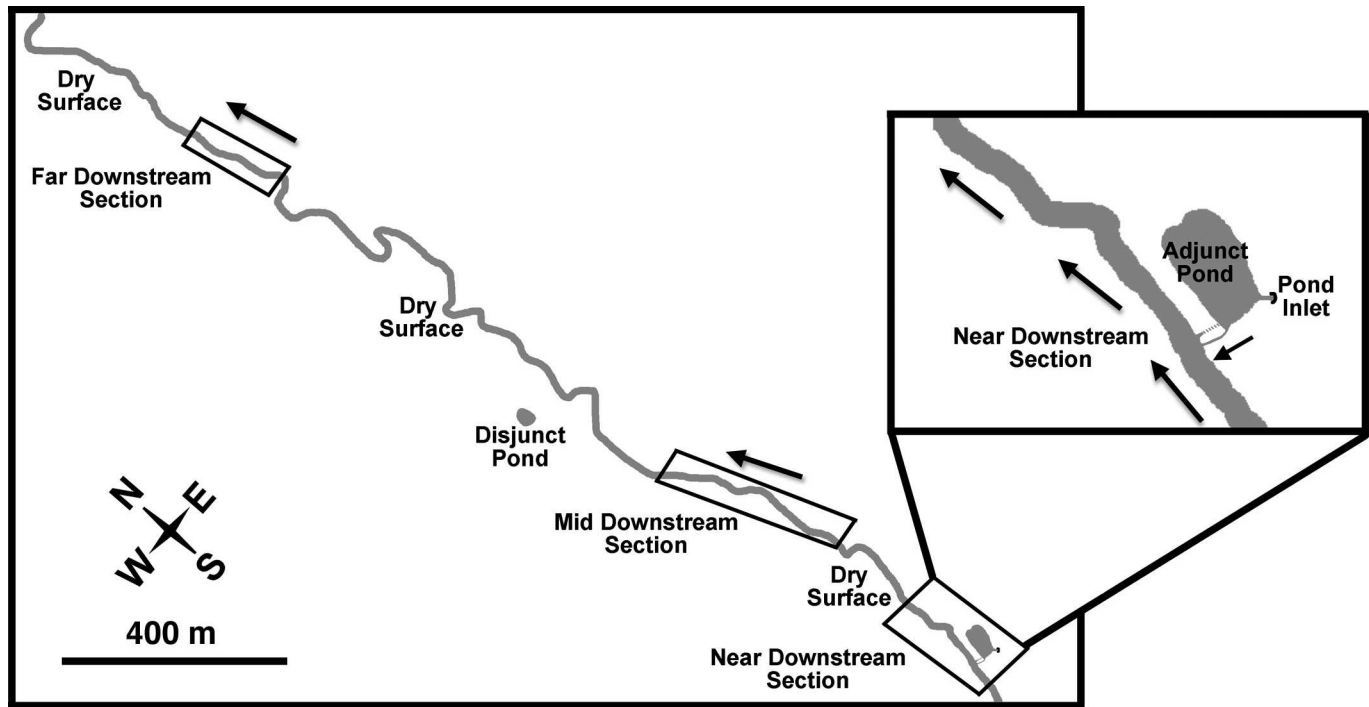 Dry
Surface
Far Downstream
Section
Dry
Surface
Disjunct
Pond
Mid Downstream
Section
Dry
Surface
Near Downstream
Section
N
E
W
S
400 m
Adjunct
Pond
Pond
Inlet
Near Downstream
Section